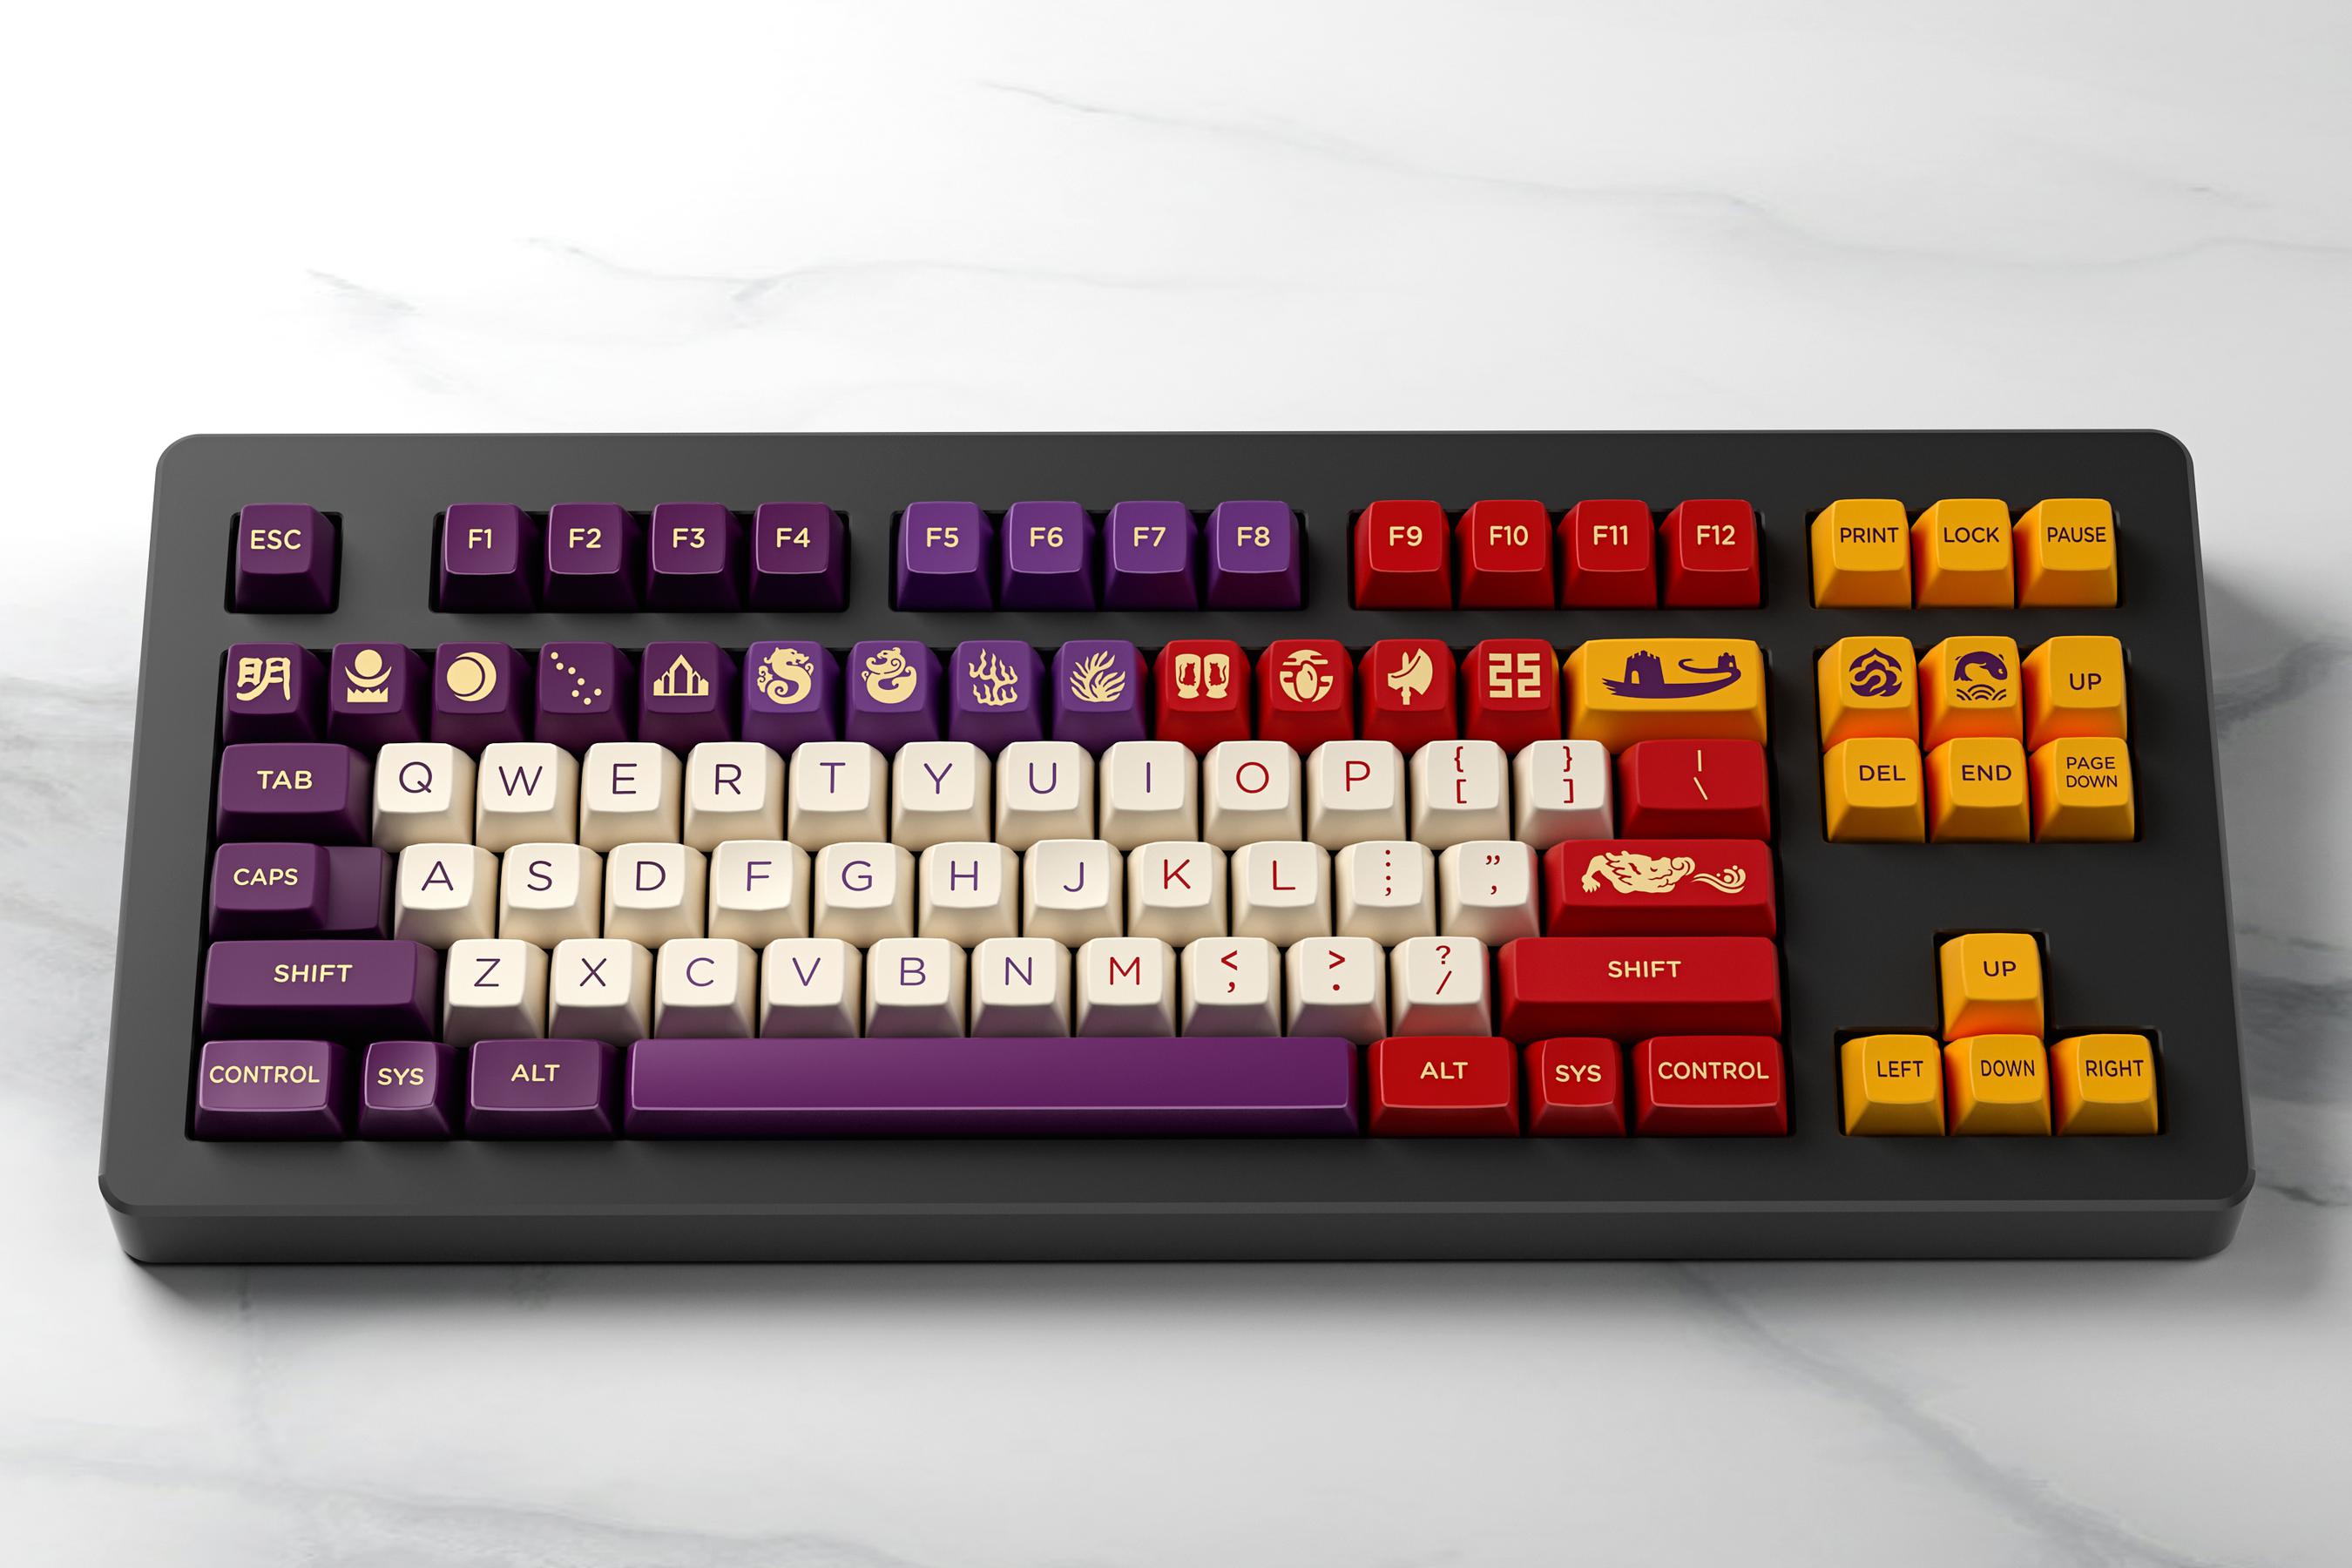 ESC F1 F2 F3 F4 F5 F6 F7 F8 F9 F10 F11 F12 PRINT LOCK PAUSE
明 UP
TAB Q W E R T Y U I O P { [ } ] | \ DEL END PAGE DOWN
CAPS A S D F G H J K L ; ” ,
SHIFT Z X C V B N M < , > . ? / SHIFT UP
CONTROL SYS ALT ALT SYS CONTROL LEFT DOWN RIGHT